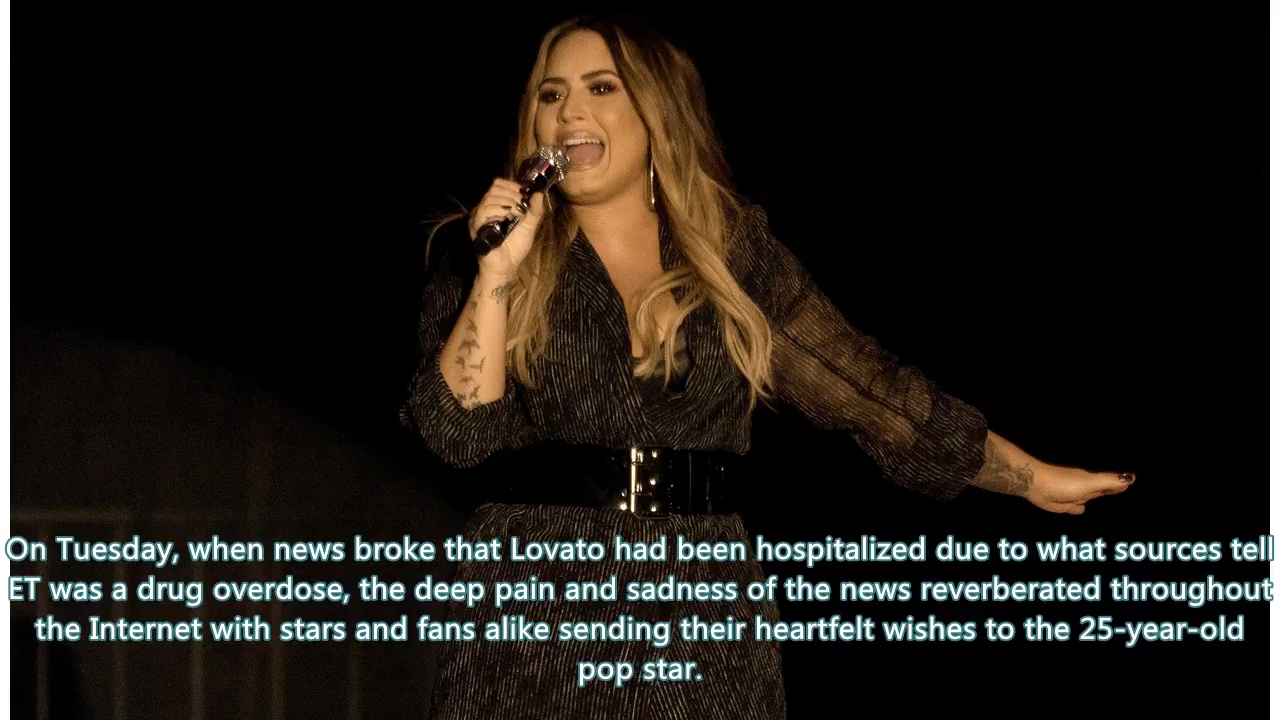 On Tuesday, when news broke that Lovato had been hospitalized due to what sources tell
ET was a drug overdose, the deep pain and sadness of the news reverberated throughout
the Internet with stars and fans alike sending their heartfelt wishes to the 25-year-old
pop star.